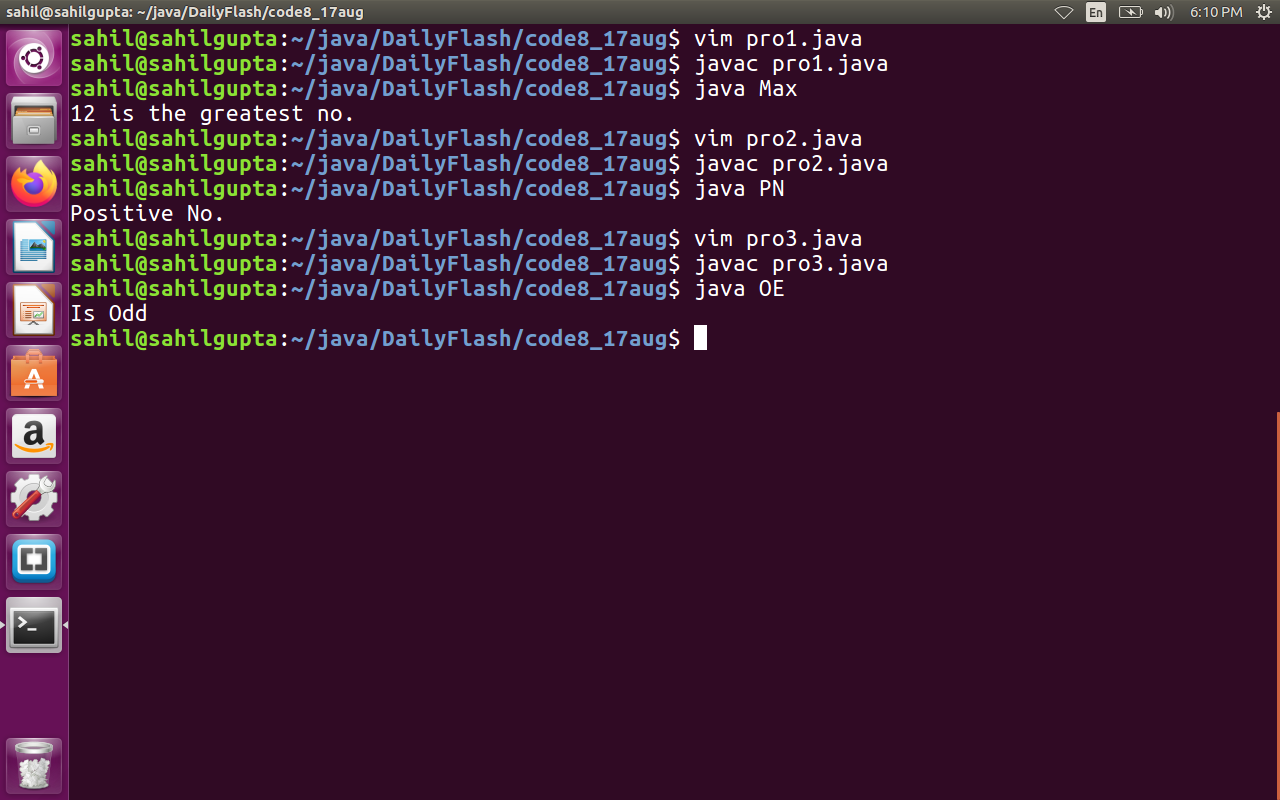 sahil@sahilgupta: ~/java/DailyFlash/code8_17aug
En
6:10 PM
sahil@sahilgupta:~/java/DailyFlash/code8_17aug$ vim pro1.java
sahil@sahilgupta:~/java/DailyFlash/code8_17aug$ javac pro1.java
sahil@sahilgupta:~/java/DailyFlash/code8_17aug$ java Max
12 is the greatest no.
sahil@sahilgupta:~/java/DailyFlash/code8_17aug$ vim pro2.java
sahil@sahilgupta:~/java/DailyFlash/code8_17aug$ javac pro2.java
sahil@sahilgupta:~/java/DailyFlash/code8_17aug$ java PN
Positive No.
sahil@sahilgupta:~/java/DailyFlash/code8_17aug$ vim pro3.java
sahil@sahilgupta:~/java/DailyFlash/code8_17aug$ javac pro3.java
sahil@sahilgupta:~/java/DailyFlash/code8_17aug$ java OE
Is Odd
sahil@sahilgupta:~/java/DailyFlash/code8_17aug$